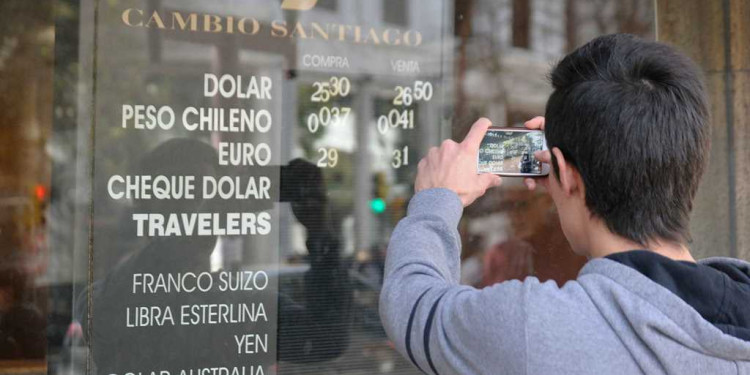 CAMBIO SANTIAGO
COMPRA VENTA
DOLAR 25 30 26 50
PESO CHILENO 0 037 0 041
EURO 29 31
CHEQUE DOLAR
TRAVELERS
FRANCO SUIZO
LIBRA ESTERLINA
YEN
DOLAR AUSTRALIA